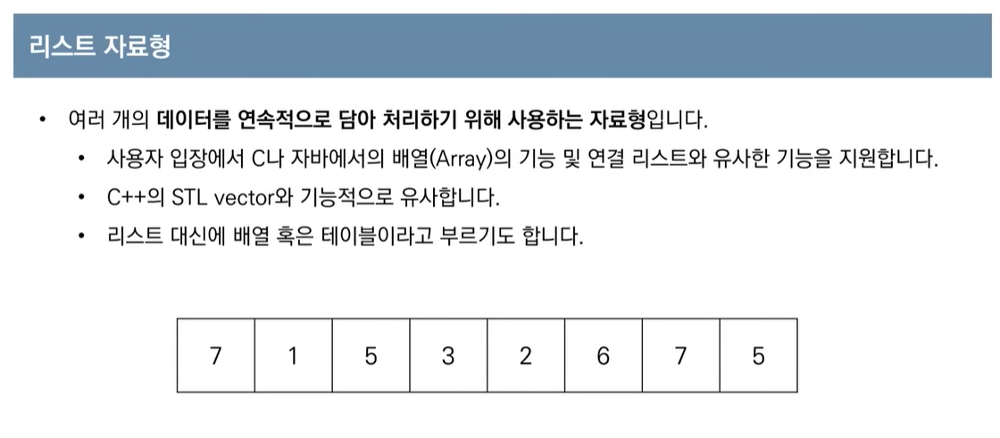 리스트 자료형
• 여러 개의 데이터를 연속적으로 담아 처리하기 위해 사용하는 자료형입니다.
• 사용자 입장에서 C나 자바에서의 배열(Array)의 기능 및 연결 리스트와 유사한 기능을 지원합니다.
• C++의 STL vector와 기능적으로 유사합니다.
• 리스트 대신에 배열 혹은 테이블이라고 부르기도 합니다.
7 1 5 3 2 6 7 5